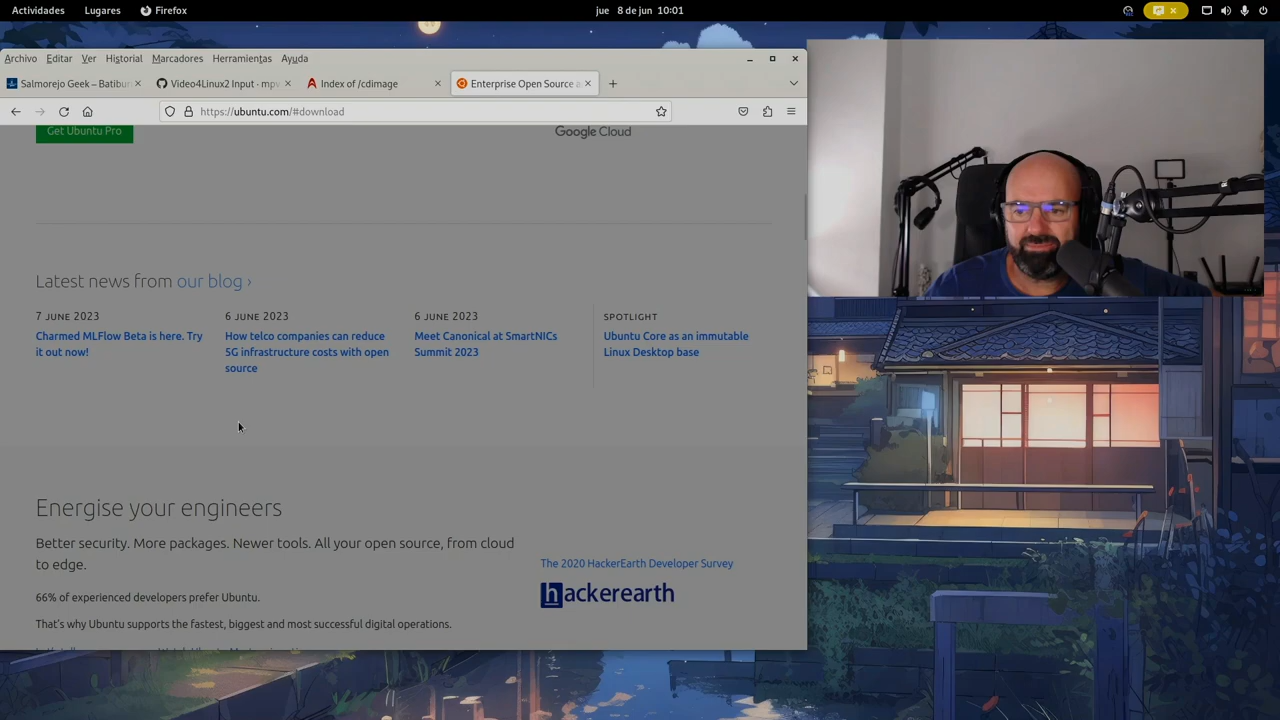 Actividades Lugares Firefox jue 8 de jun 10:01
Archivo Editar Ver Historial Marcadores Herramientas Ayuda
Salmorejo Geek – Batibur Video4Linux2 Input · mpv Index of /cdimage Enterprise Open Source a
https://ubuntu.com/#download
Get Ubuntu Pro
Google Cloud
Latest news from our blog ›
7 JUNE 2023
Charmed MLFlow Beta is here. Try
it out now!
6 JUNE 2023
How telco companies can reduce
5G infrastructure costs with open
source
6 JUNE 2023
Meet Canonical at SmartNICs
Summit 2023
SPOTLIGHT
Ubuntu Core as an immutable
Linux Desktop base
Energise your engineers
Better security. More packages. Newer tools. All your open source, from cloud
to edge.
66% of experienced developers prefer Ubuntu.
That's why Ubuntu supports the fastest, biggest and most successful digital operations.
The 2020 HackerEarth Developer Survey
hackerearth